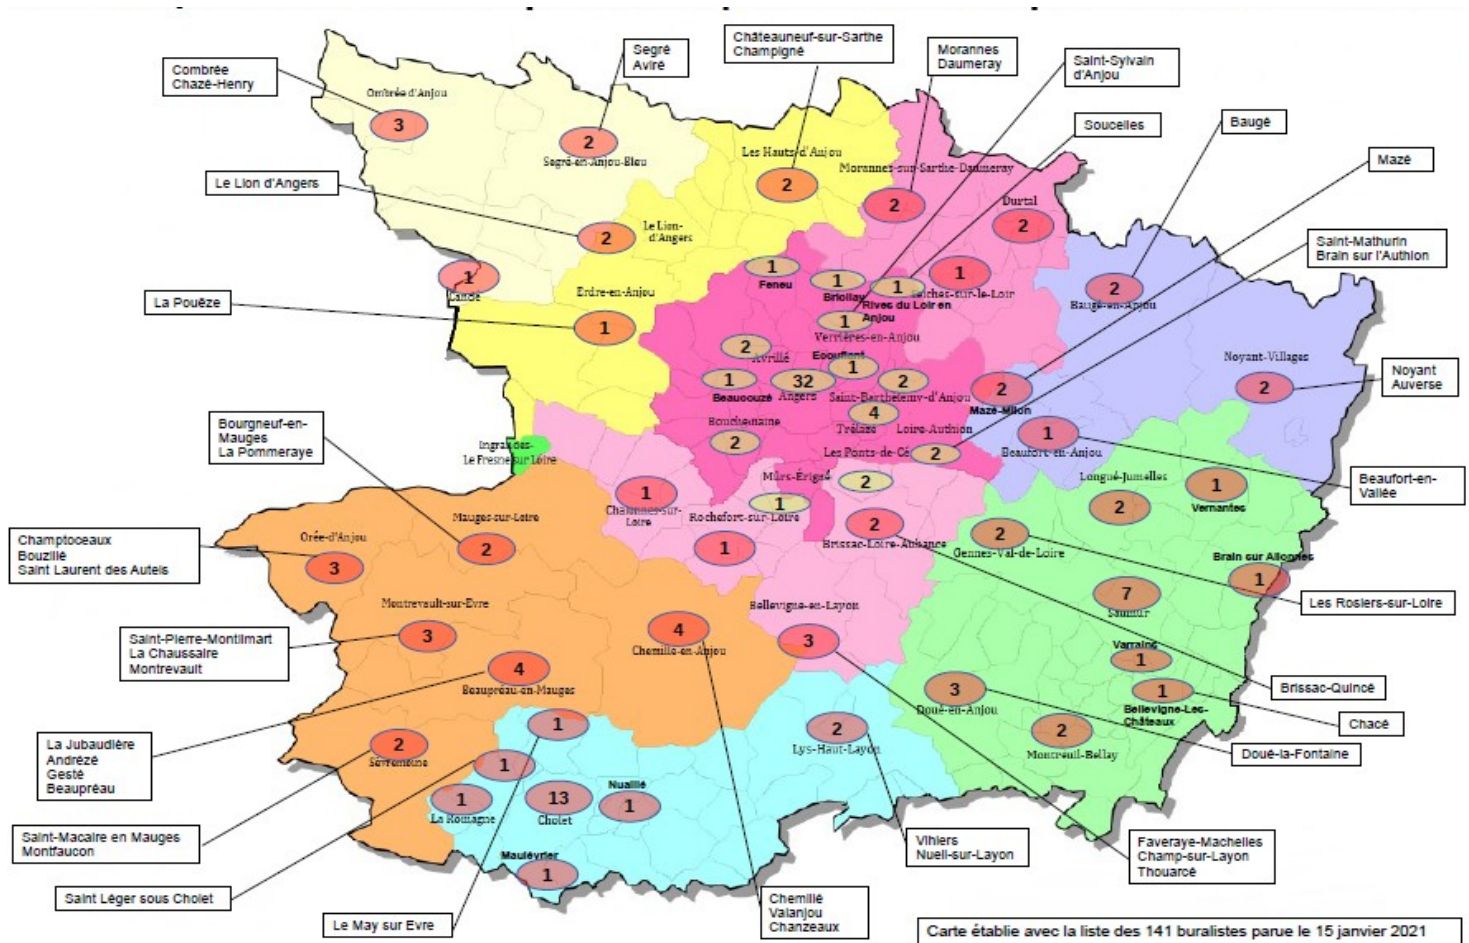 Châteauneuf-sur-Sarthe
Champigné
Segré
Aviré
Morannes
Daumeray
Saint-Sylvain
d'Anjou
Combrée
Chazé-Henry
Soucelles
Baugé
Mazé
Le Lion d'Angers
Saint-Mathurin
Brain sur l'Authion
La Pouëze
Noyant
Auverse
Bourgneuf-en-
Mauges
La Pommeraye
Beaufort-en-
Vallée
Champtoceaux
Bouzillé
Saint Laurent des Autels
Les Rosiers-sur-Loire
Saint-Pierre-Montlimart
La Chaussaire
Montrevault
Brissac-Quincé
Chacé
Doué-la-Fontaine
La Jubaudière
Andrézé
Gesté
Beaupréau
Saint-Macaire en Mauges
Montfaucon
Vihiers
Nueil-sur-Layon
Faveraye-Machelles
Champ-sur-Layon
Thouarcé
Saint Léger sous Cholet
Le May sur Evre
Chemillé
Valanjou
Chanzeaux
Carte établie avec la liste des 141 buralistes parue le 15 janvier 2021
Ombrée d'Anjou
3
2
Segré-en-Anjou-Bleu
Les Hauts-d'Anjou
2
Morannes-sur-Sarthe-Daumeray
2
Durtal
2
Le Lion-
d'Angers
2
1
Erdre-en-Anjou
1
1
Feneu
1
Briollay
1
Rives du Loir en
Anjou
1
Seiches-sur-le-Loir
1
Verrières-en-Anjou
2
Baugé-en-Anjou
Noyant-Villages
2
2
Avrillé
Ecouflant
1
1
Beaucouzé
32
Angers
2
Saint-Barthélemy-d'Anjou
2
Mazé-Milon
4
Trélazé
Loire-Authion
Bouchemaine
2
Les Ponts-de-Cé
2
1
Beaufort-en-Anjou
Ingrandes-
Le Fresne sur Loire
Mûrs-Erigné
2
1
Rochefort-sur-Loire
1
Chalonnes-sur-
Loire
1
2
Brissac-Loire-Aubance
Longué-Jumelles
2
1
Vernantes
2
Gennes-Val-de-Loire
Brain sur Allonnes
1
7
Saumur
Mauges-sur-Loire
2
Orée-d'Anjou
3
Montrevault-sur-Evre
3
4
Beaupréau-en-Mauges
4
Chemillé-en-Anjou
Bellevigne-en-Layon
3
Varrains
1
1
Bellevigne-Les-
Châteaux
3
Doué-en-Anjou
2
Montreuil-Bellay
2
Lys-Haut-Layon
2
Sèvremoine
1
1
1
La Romagne
13
Cholet
Nuaillé
1
Maulévrier
1